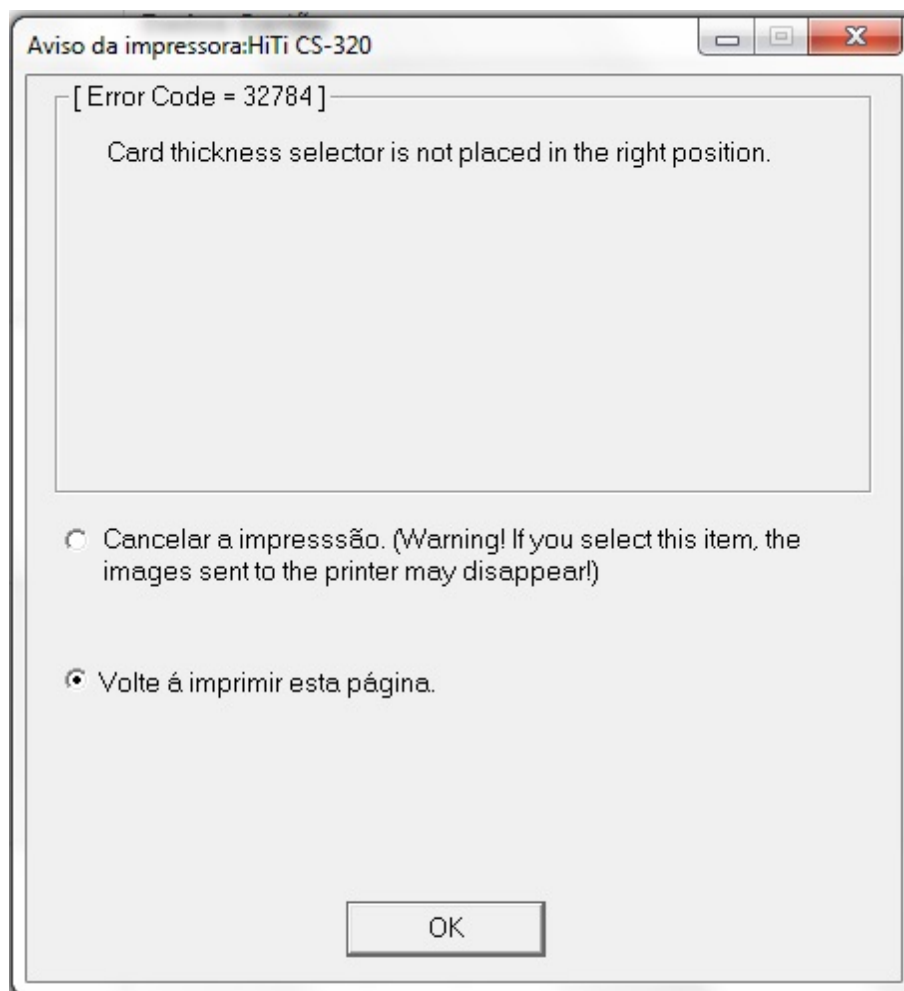 Aviso da impressora:HiTi CS-320
[ Error Code = 32784 ]
Card thickness selector is not placed in the right position.
Cancelar a impresssão. (Warning! If you select this item, the
images sent to the printer may disappear!)
Volte á imprimir esta página.
OK